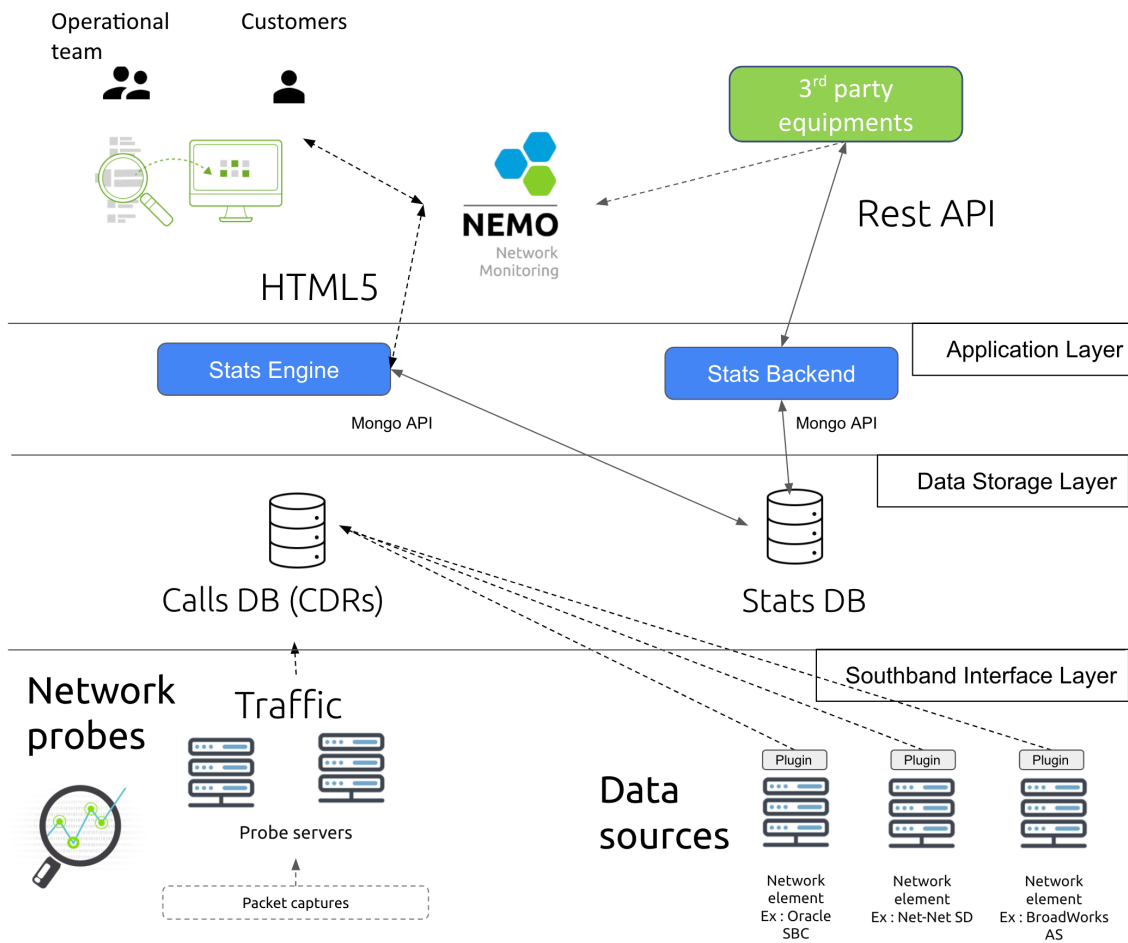 Operational
team
Customers
3rd party
equipments
NEMO
Network
Monitoring
Rest API
HTML5
Application Layer
Stats Engine
Stats Backend
Mongo API
Mongo API
Data Storage Layer
Calls DB (CDRs)
Stats DB
Southband Interface Layer
Network
probes
Traffic
Probe servers
Packet captures
Data
sources
Plugin
Plugin
Plugin
Network
element
Ex : Oracle
SBC
Network
element
Ex : Net-Net SD
Network
element
Ex : BroadWorks
AS